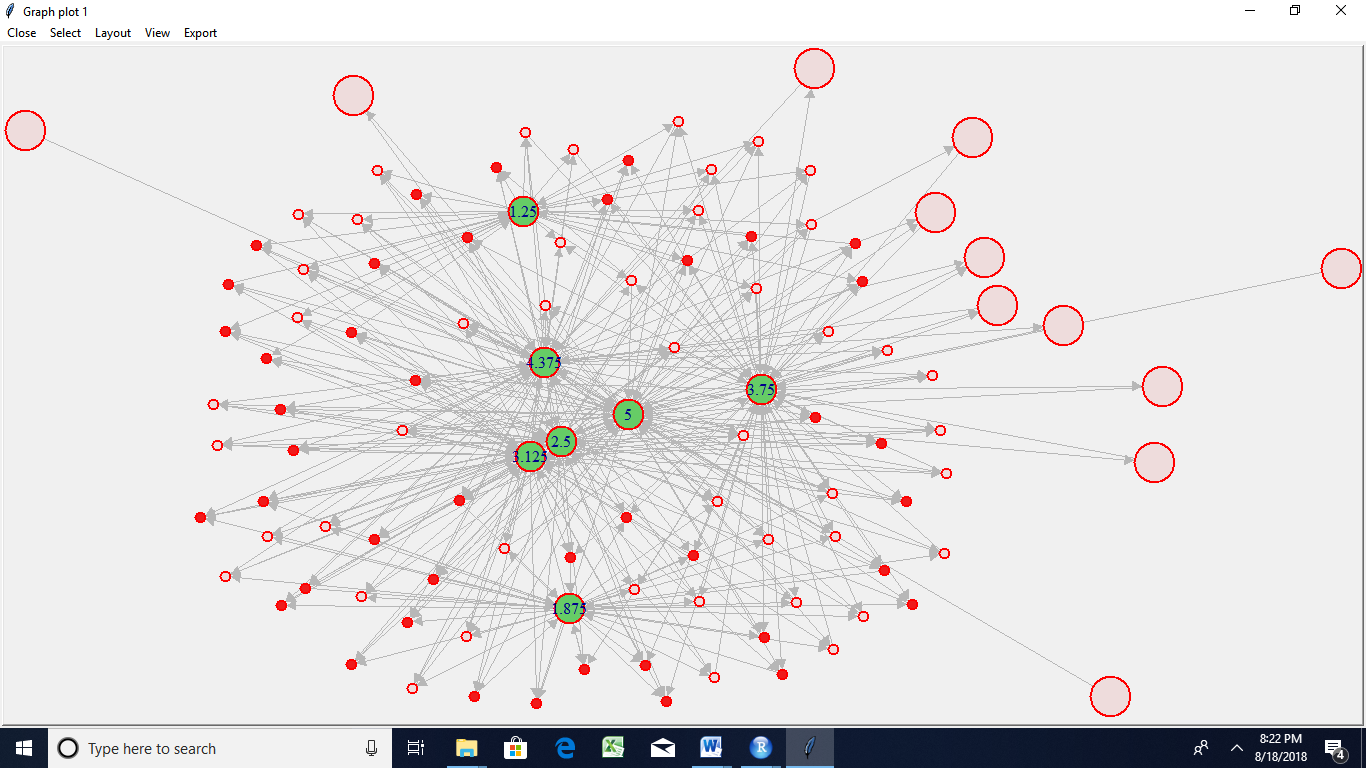 Graph plot 1
Close Select Layout View Export
1.25
4.375
3.75
5
2.5
3.125
1.875
Type here to search
8:22 PM
8/18/2018
4